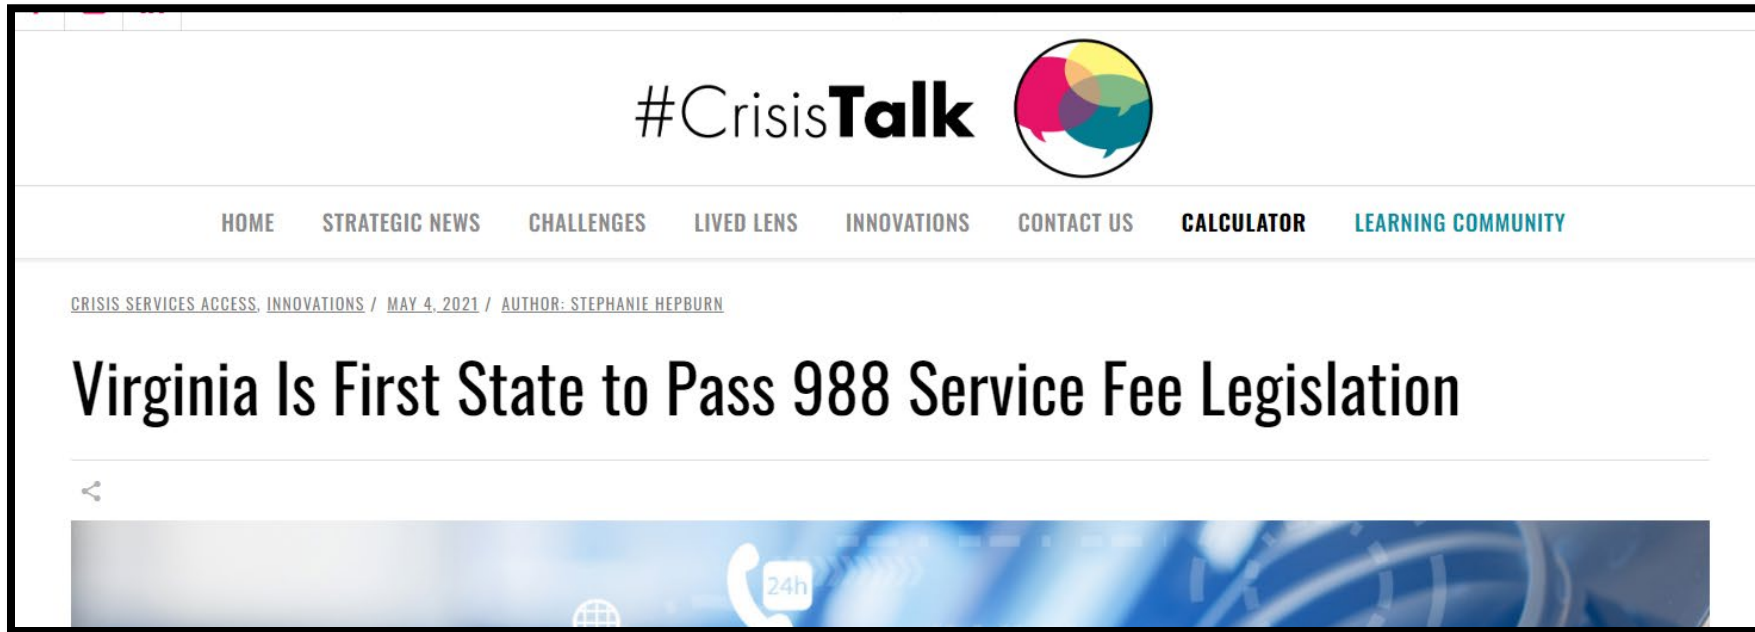 #CrisisTalk
HOME STRATEGIC NEWS CHALLENGES LIVED LENS INNOVATIONS CONTACT US CALCULATOR LEARNING COMMUNITY
CRISIS SERVICES ACCESS, INNOVATIONS / MAY 4, 2021 / AUTHOR: STEPHANIE HEPBURN
Virginia Is First State to Pass 988 Service Fee Legislation
24h